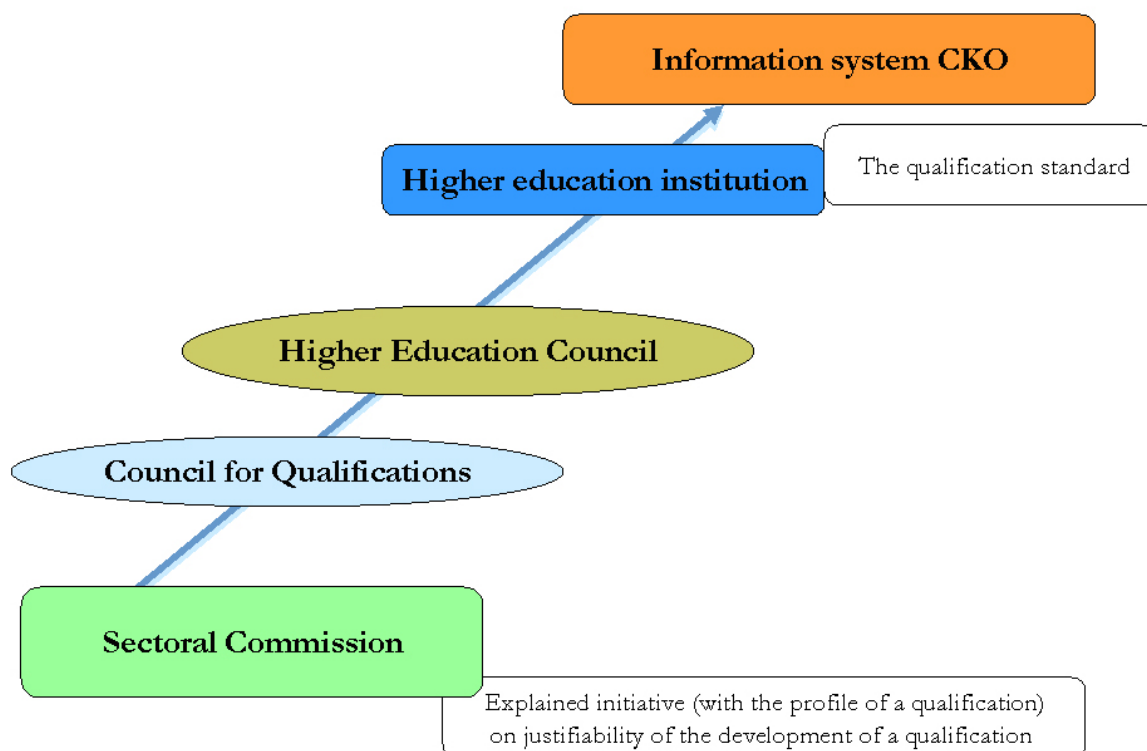 Information system CKO
Higher education institution
The qualification standard
Higher Education Council
Council for Qualifications
Sectoral Commission
Explained initiative (with the profile of a qualification)
on justifiability of the development of a qualification